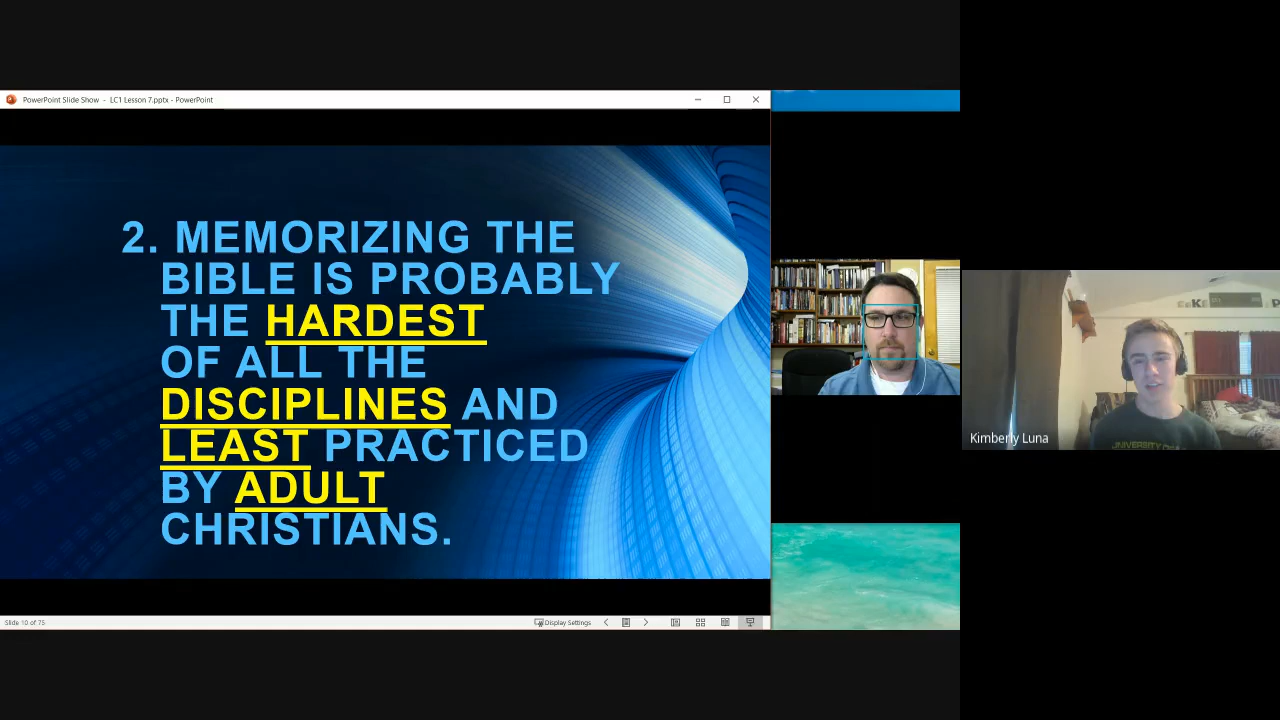 PowerPoint Slide Show - LC1 Lesson 7.pptx - PowerPoint
2. MEMORIZING THE
BIBLE IS PROBABLY
THE HARDEST
OF ALL THE
DISCIPLINES AND
LEAST PRACTICED
BY ADULT
CHRISTIANS.
Slide 10 of 75
Display Settings
Kimberly Luna
UNIVERSITY